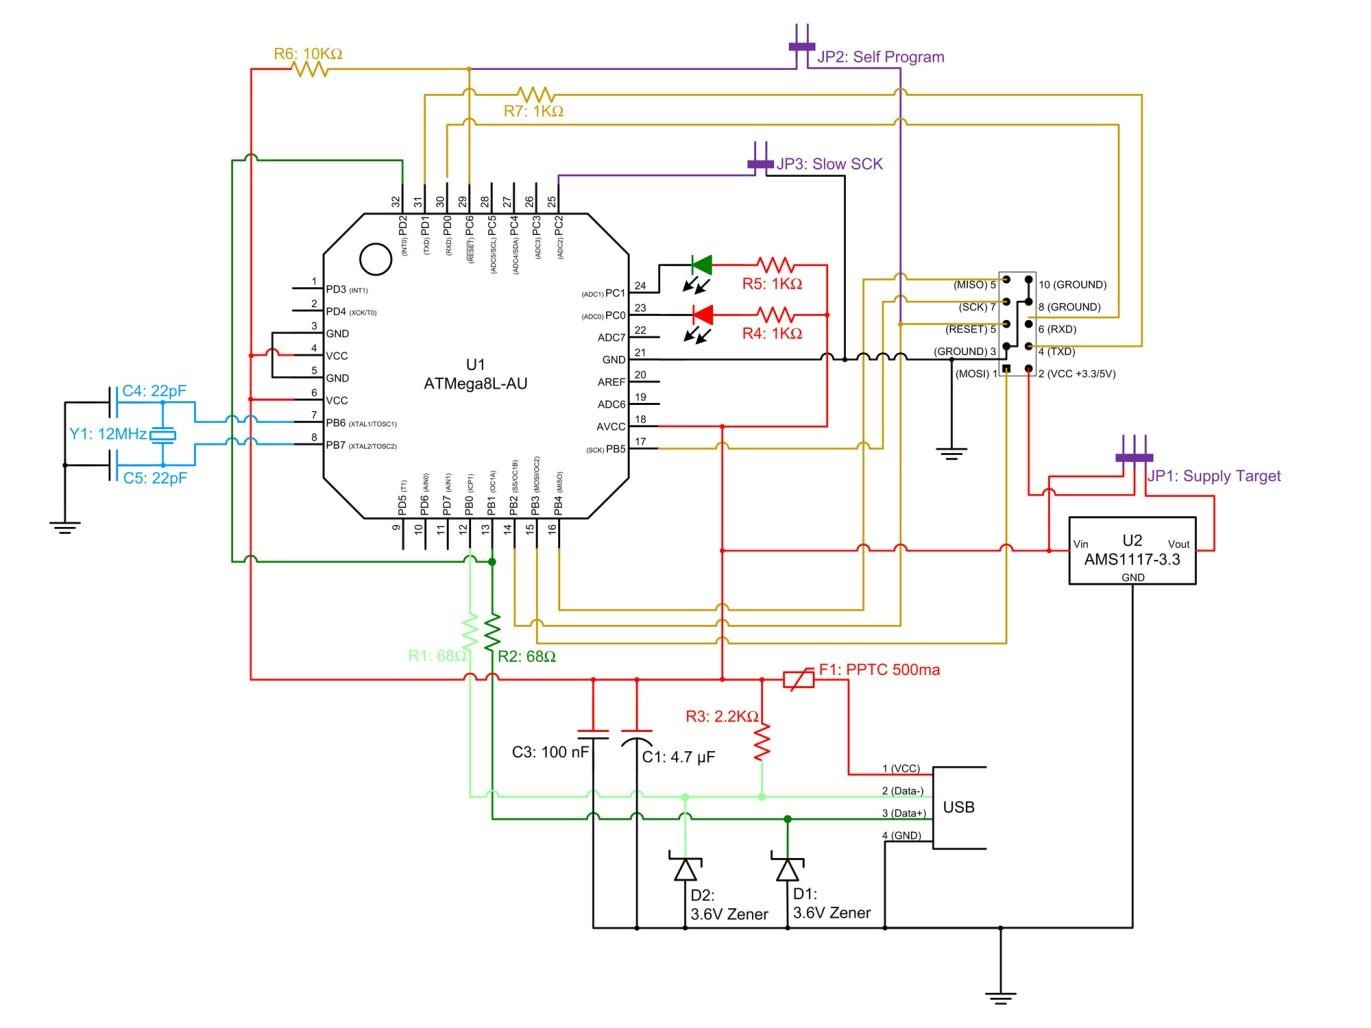 R6: 10KΩ
JP2: Self Program
R7: 1KΩ
JP3: Slow SCK
32 31 30 29 28 27 26 25
PD2 PD1 PD0 PC6 PC5 PC4 PC3 PC2
(INT0) (TXD) (RXD) (RESET) (ADC5/SCL) (ADC4/SDA) (ADC3) (ADC2)
1 PD3 (INT1)
2 PD4 (XCK/T0)
3 GND
4 VCC
5 GND
6 VCC
7 PB6 (XTAL1/TOSC1)
8 PB7 (XTAL2/TOSC2)
U1
ATMega8L-AU
(ADC1) PC1 24
(ADC0) PC0 23
ADC7 22
GND 21
AREF 20
ADC6 19
AVCC 18
(SCK) PB5 17
R5: 1KΩ
R4: 1KΩ
(MISO) 5
10 (GROUND)
(SCK) 7
8 (GROUND)
(RESET) 5
6 (RXD)
(GROUND) 3
4 (TXD)
(MOSI) 1
2 (VCC +3.3/5V)
C4: 22pF
Y1: 12MHz
C5: 22pF
PD5 (T1) PD6 (AIN0) PD7 (AIN1) PB0 (ICP1) PB1 (OC1A) PB2 (SS/OC1B) PB3 (MOSI/OC2) PB4 (MISO)
9 10 11 12 13 14 15 16
JP1: Supply Target
U2
Vin
Vout
AMS1117-3.3
GND
R1: 68Ω
R2: 68Ω
F1: PPTC 500ma
R3: 2.2KΩ
C3: 100 nF
C1: 4.7 µF
1 (VCC)
2 (Data-)
3 (Data+)
4 (GND)
USB
D2:
3.6V Zener
D1:
3.6V Zener